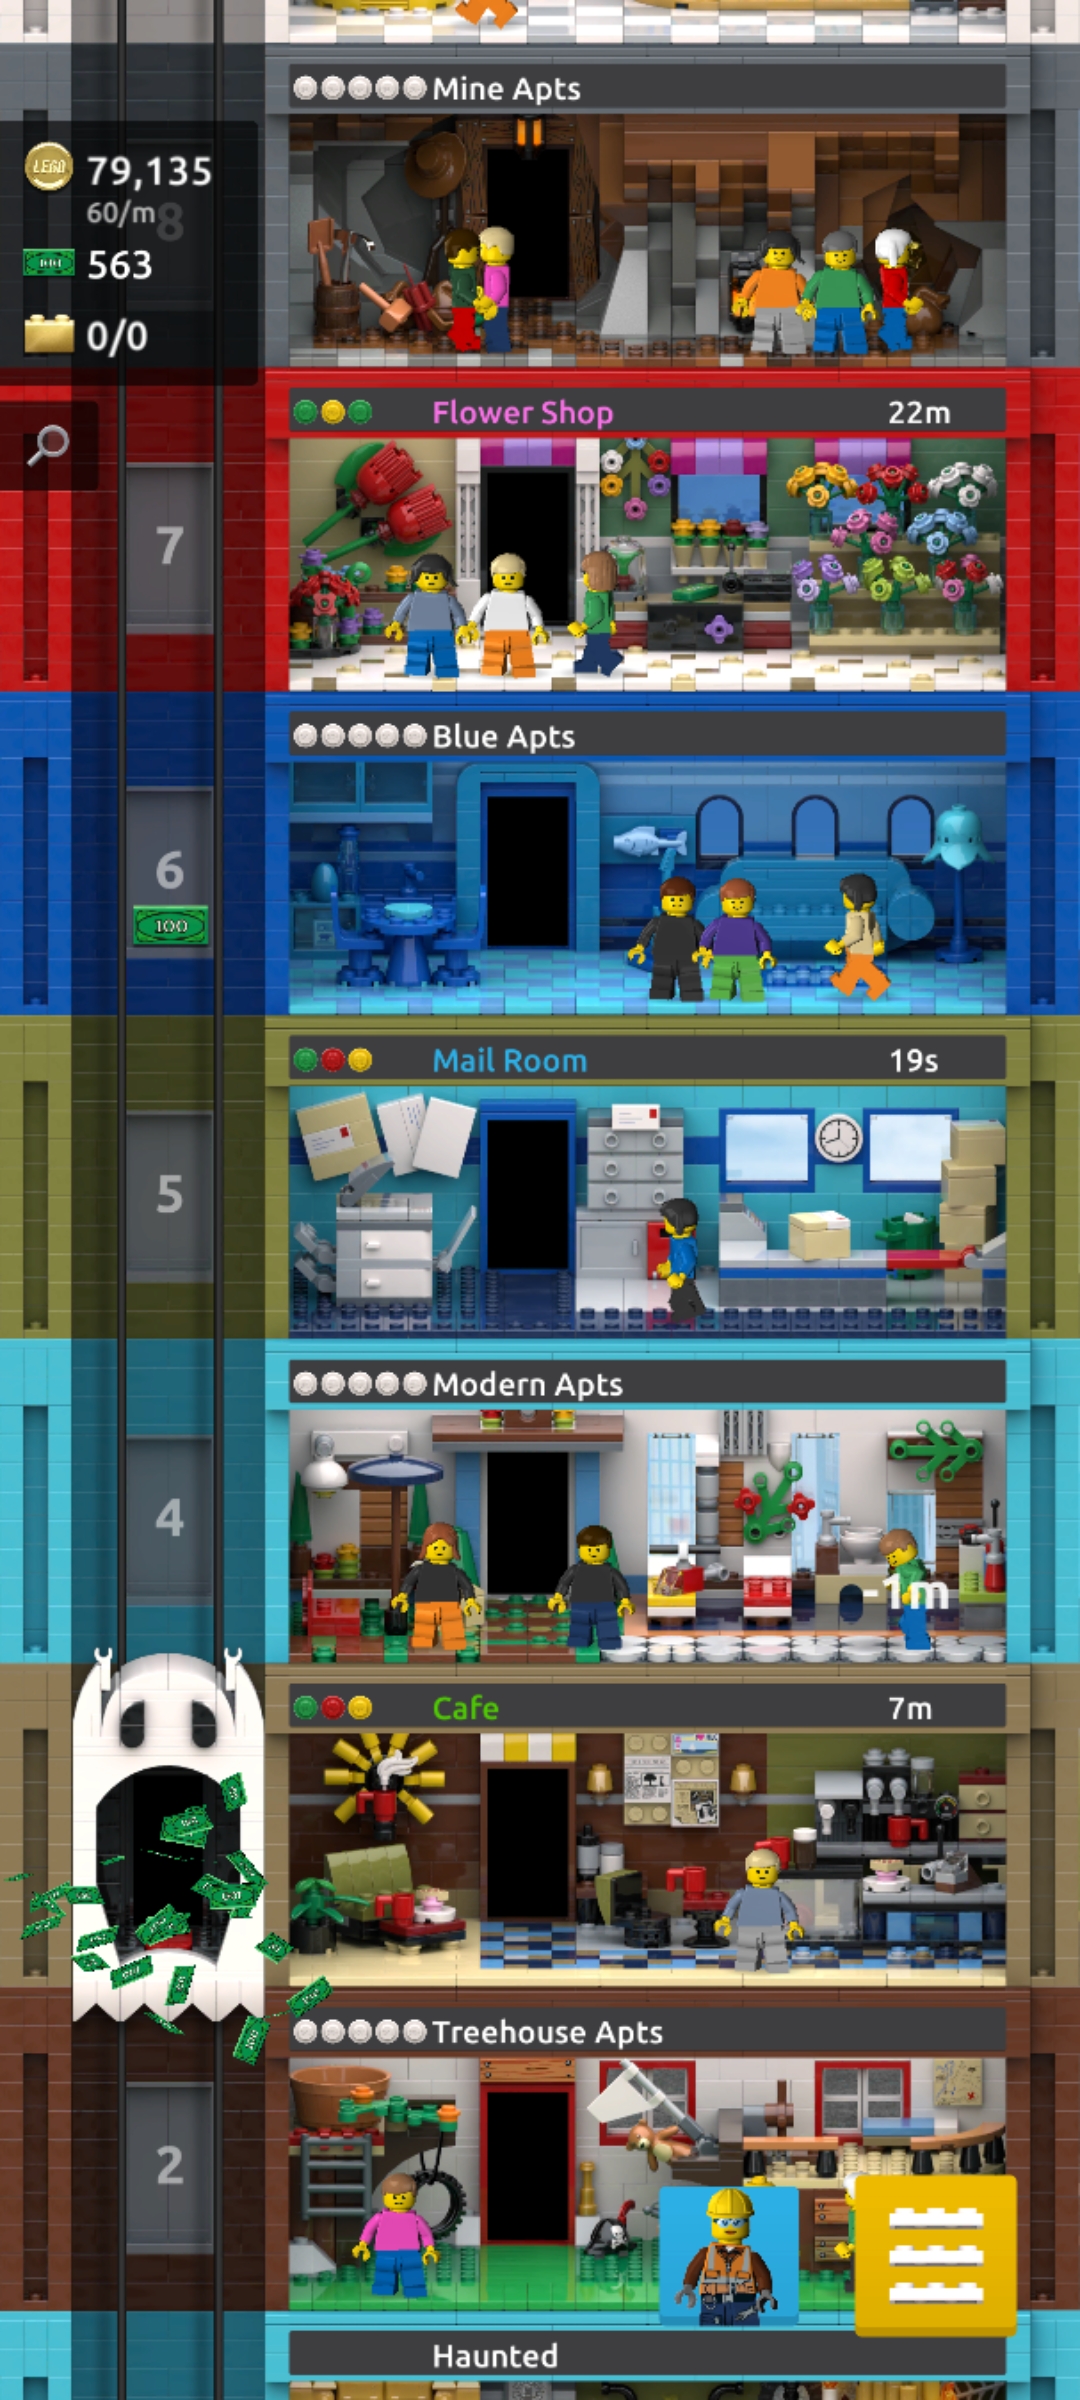 Mine Apts
LEGO 79,135
60/m
8
563
0/0
Flower Shop 22m
7
Blue Apts
6
100
Mail Room 19s
5
Modern Apts
4
-1m
Cafe 7m
Treehouse Apts
2
Haunted